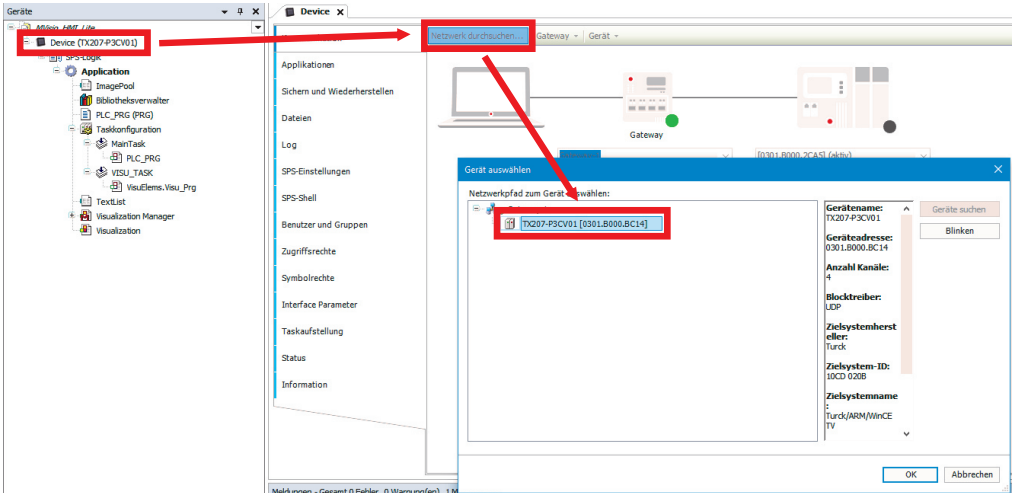 Geräte
MVisio_HMI_Lite
Device (TX207-P3CV01)
SPS-Logik
Application
ImagePool
Bibliotheksverwalter
PLC_PRG (PRG)
Taskkonfiguration
MainTask
PLC_PRG
VISU_TASK
VisuElems.Visu_Prg
TextList
Visualization Manager
Visualization
Device
Applikationen
Sichern und Wiederherstellen
Dateien
Log
SPS-Einstellungen
SPS-Shell
Benutzer und Gruppen
Zugriffsrechte
Symbolrechte
Interface Parameter
Taskaufstellung
Status
Information
Netzwerk durchsuchen... Gateway Gerät
Gateway
[0301.B000.2CA5] (aktiv)
Gerät auswählen
Netzwerkpfad zum Gerät auswählen:
TX207-P3CV01 [0301.B000.BC14]
Gerätename:
TX207-P3CV01
Geräteadresse:
0301.B000.BC14
Anzahl Kanäle:
4
Blocktreiber:
UDP
Zielsystemherst
eller:
Turck
Zielsystem-ID:
10CD 020B
Zielsystemname
:
Turck/ARM/WinCE
TV
Geräte suchen
Blinken
OK Abbrechen
Meldungen - Gesamt 0 Fehler, 0 Warnung(en), 1 M